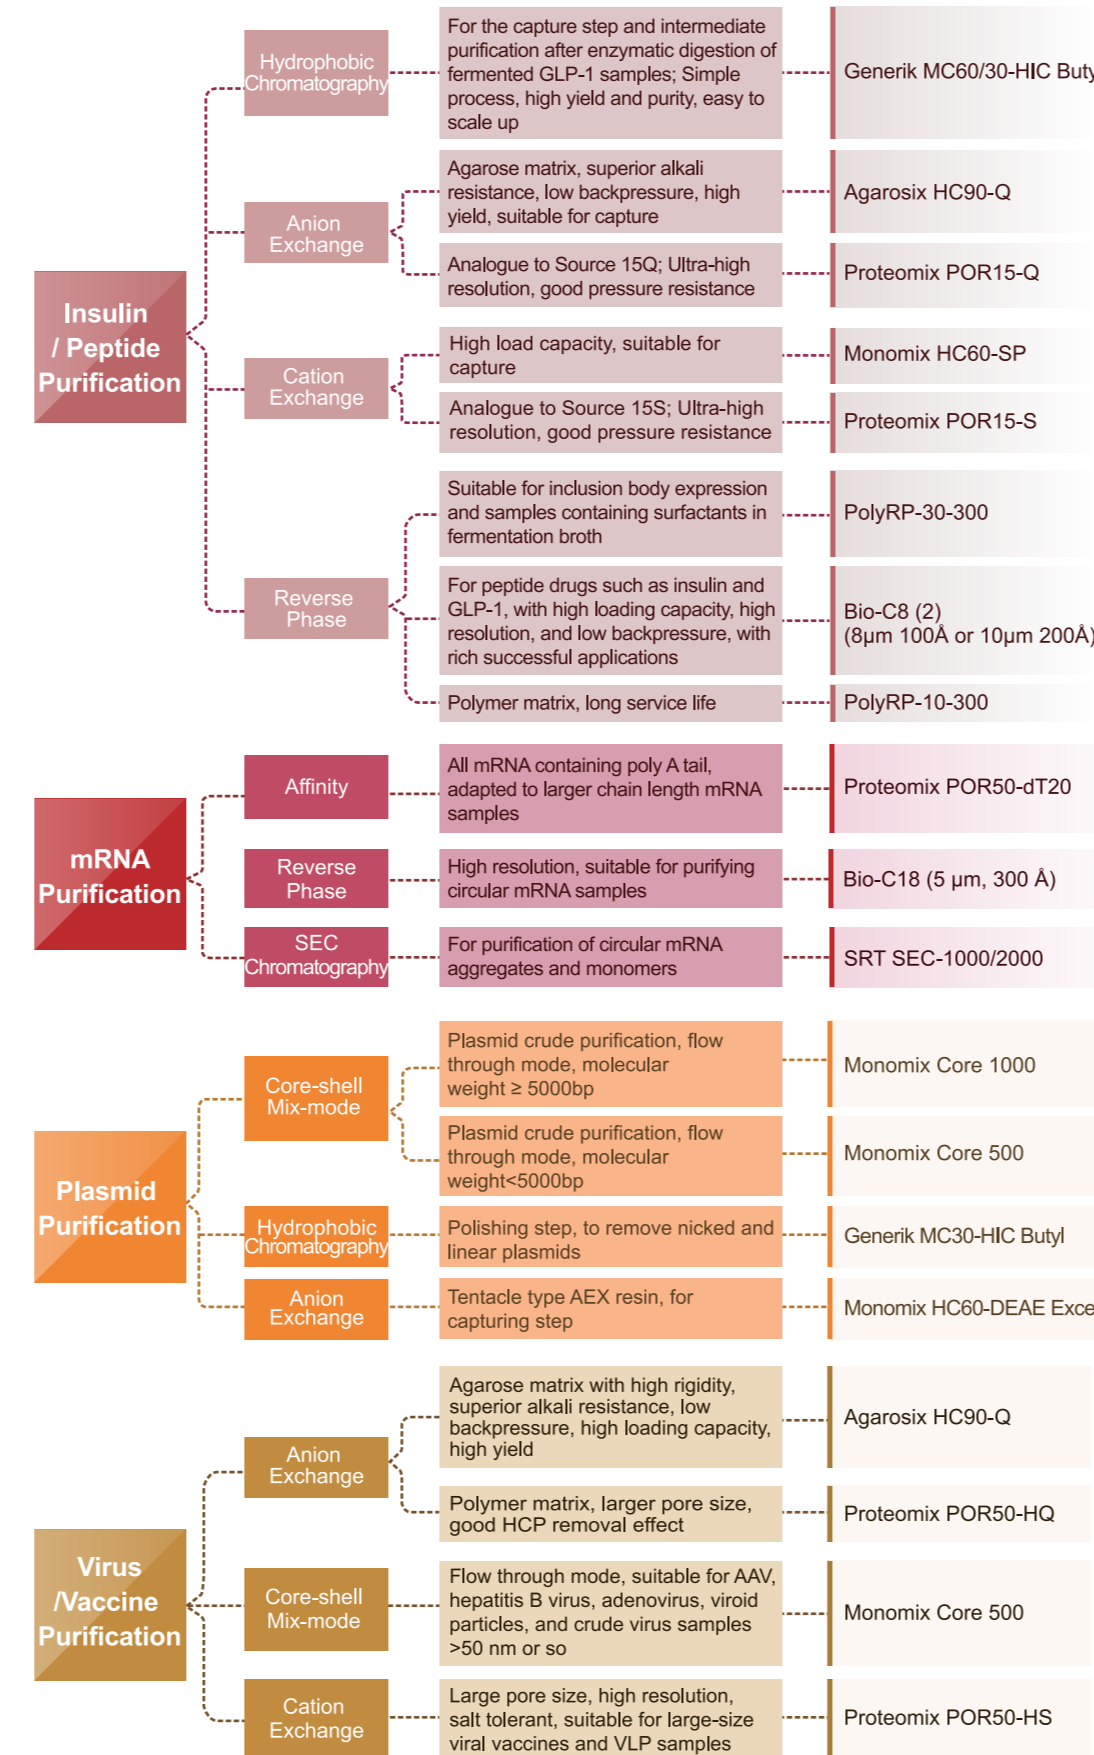 Insulin
/ Peptide
Purification
Hydrophobic
Chromatography
For the capture step and intermediate
purification after enzymatic digestion of
fermented GLP-1 samples; Simple
process, high yield and purity, easy to
scale up
Generik MC60/30-HIC Buty
Anion
Exchange
Agarose matrix, superior alkali
resistance, low backpressure, high
yield, suitable for capture
Agarosix HC90-Q
Analogue to Source 15Q; Ultra-high
resolution, good pressure resistance
Proteomix POR15-Q
Cation
Exchange
High load capacity, suitable for
capture
Monomix HC60-SP
Analogue to Source 15S; Ultra-high
resolution, good pressure resistance
Proteomix POR15-S
Reverse
Phase
Suitable for inclusion body expression
and samples containing surfactants in
fermentation broth
PolyRP-30-300
For peptide drugs such as insulin and
GLP-1, with high loading capacity, high
resolution, and low backpressure, with
rich successful applications
Bio-C8 (2)
(8μm 100Å or 10μm 200Å)
Polymer matrix, long service life
PolyRP-10-300
mRNA
Purification
Affinity
All mRNA containing poly A tail,
adapted to larger chain length mRNA
samples
Proteomix POR50-dT20
Reverse
Phase
High resolution, suitable for purifying
circular mRNA samples
Bio-C18 (5 μm, 300 Å)
SEC
Chromatography
For purification of circular mRNA
aggregates and monomers
SRT SEC-1000/2000
Plasmid
Purification
Core-shell
Mix-mode
Plasmid crude purification, flow
through mode, molecular
weight ≥ 5000bp
Monomix Core 1000
Plasmid crude purification, flow
through mode, molecular
weight<5000bp
Monomix Core 500
Hydrophobic
Chromatography
Polishing step, to remove nicked and
linear plasmids
Generik MC30-HIC Butyl
Anion
Exchange
Tentacle type AEX resin, for
capturing step
Monomix HC60-DEAE Exce
Virus
/Vaccine
Purification
Anion
Exchange
Agarose matrix with high rigidity,
superior alkali resistance, low
backpressure, high loading capacity,
high yield
Agarosix HC90-Q
Polymer matrix, larger pore size,
good HCP removal effect
Proteomix POR50-HQ
Core-shell
Mix-mode
Flow through mode, suitable for AAV,
hepatitis B virus, adenovirus, viroid
particles, and crude virus samples
>50 nm or so
Monomix Core 500
Cation
Exchange
Large pore size, high resolution,
salt tolerant, suitable for large-size
viral vaccines and VLP samples
Proteomix POR50-HS